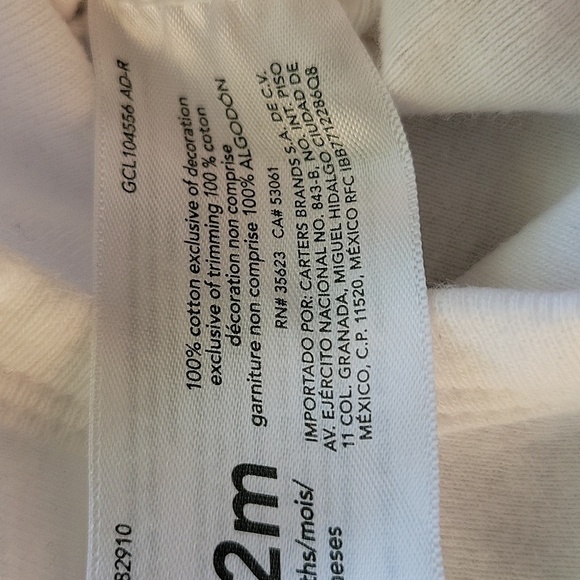 GCL104556 AD-R
100% cotton exclusive of decoration
exclusive of trimming 100 % coton
décoration non comprise
garniture non comprise 100% ALGODÓN
RN# 35623 CA# 53061
IMPORTADO POR: CARTERS BRANDS S.A. DE C.V.
AV. EJÉRCITO NACIONAL NO. 843-B, NO. INT. PISO
11 COL. GRANADA, MIGUEL HIDALGO CIUDAD DE
MÉXICO, C.P. 11520, MÉXICO RFC IBB7712286Q8
82910
2m
ths/mois/
neses